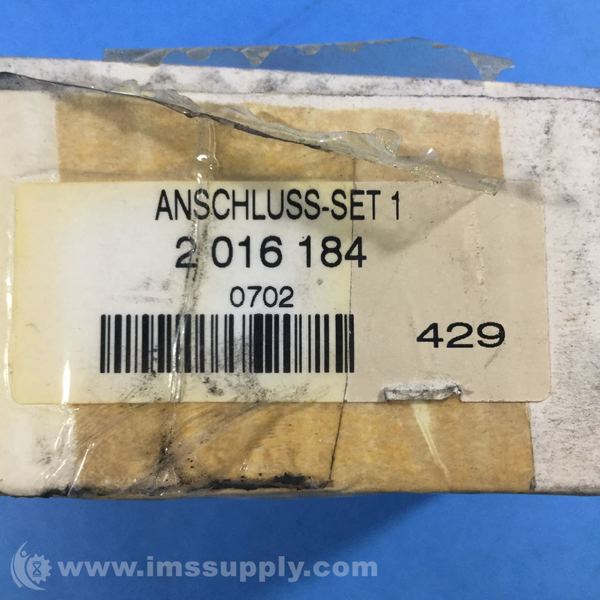 ANSCHLUSS-SET 1
2 016 184
0702
429
www.imssupply.com